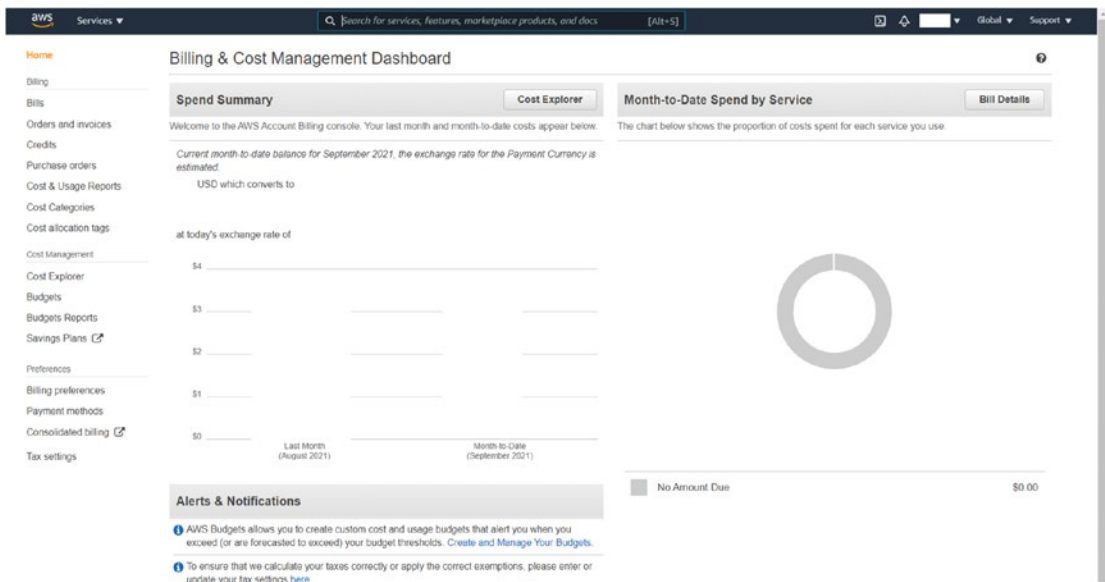 aws
Services ▼
Search for services, features, marketplace products, and docs
[Alt+S]
Global ▼
Support ▼
Home
Billing
Bills
Orders and invoices
Credits
Purchase orders
Cost & Usage Reports
Cost Categories
Cost allocation tags
Cost Management
Cost Explorer
Budgets
Budgets Reports
Savings Plans
Preferences
Billing preferences
Payment methods
Consolidated billing
Tax settings
Billing & Cost Management Dashboard
Spend Summary
Cost Explorer
Welcome to the AWS Account Billing console. Your last month and month-to-date costs appear below.
Current month-to-date balance for September 2021, the exchange rate for the Payment Currency is
estimated.
USD which converts to
at today's exchange rate of
$4
$3
$2
$1
$0
Last Month
(August 2021)
Month-to-Date
(September 2021)
Alerts & Notifications
AWS Budgets allows you to create custom cost and usage budgets that alert you when you
exceed (or are forecasted to exceed) your budget thresholds. Create and Manage Your Budgets.
To ensure that we calculate your taxes correctly or apply the correct exemptions, please enter or
update your tax settings here.
Month-to-Date Spend by Service
Bill Details
The chart below shows the proportion of costs spent for each service you use.
No Amount Due
$0.00